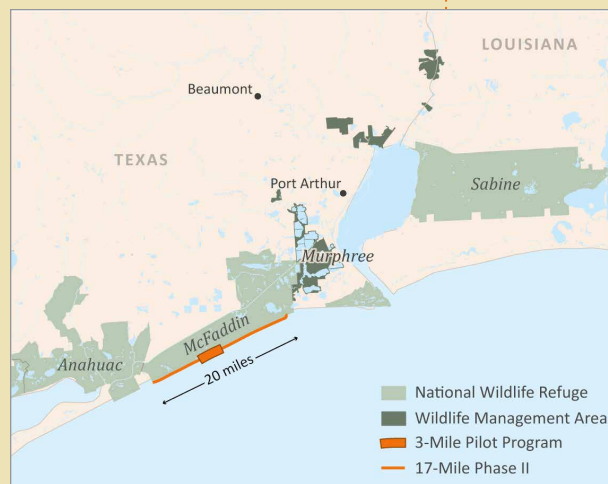 LOUISIANA
Beaumont
TEXAS
Port Arthur
Sabine
Murphree
McFaddin
Anahuac
20 miles
National Wildlife Refuge
Wildlife Management Area
3-Mile Pilot Program
17-Mile Phase II